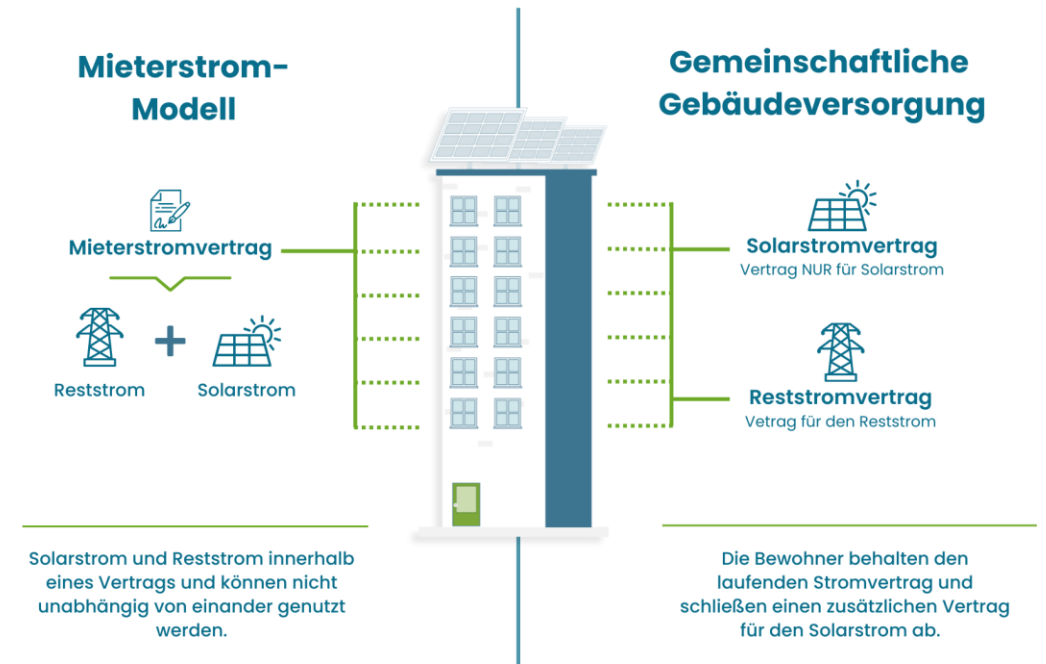 Mieterstrom-
Modell
Mieterstromvertrag
Reststrom
Solarstrom
Solarstrom und Reststrom innerhalb
eines Vertrags und können nicht
unabhängig von einander genutzt
werden.
Gemeinschaftliche
Gebäudeversorgung
Solarstromvertrag
Vertrag NUR für Solarstrom
Reststromvertrag
Vetrag für den Reststrom
Die Bewohner behalten den
laufenden Stromvertrag und
schließen einen zusätzlichen Vertrag
für den Solarstrom ab.